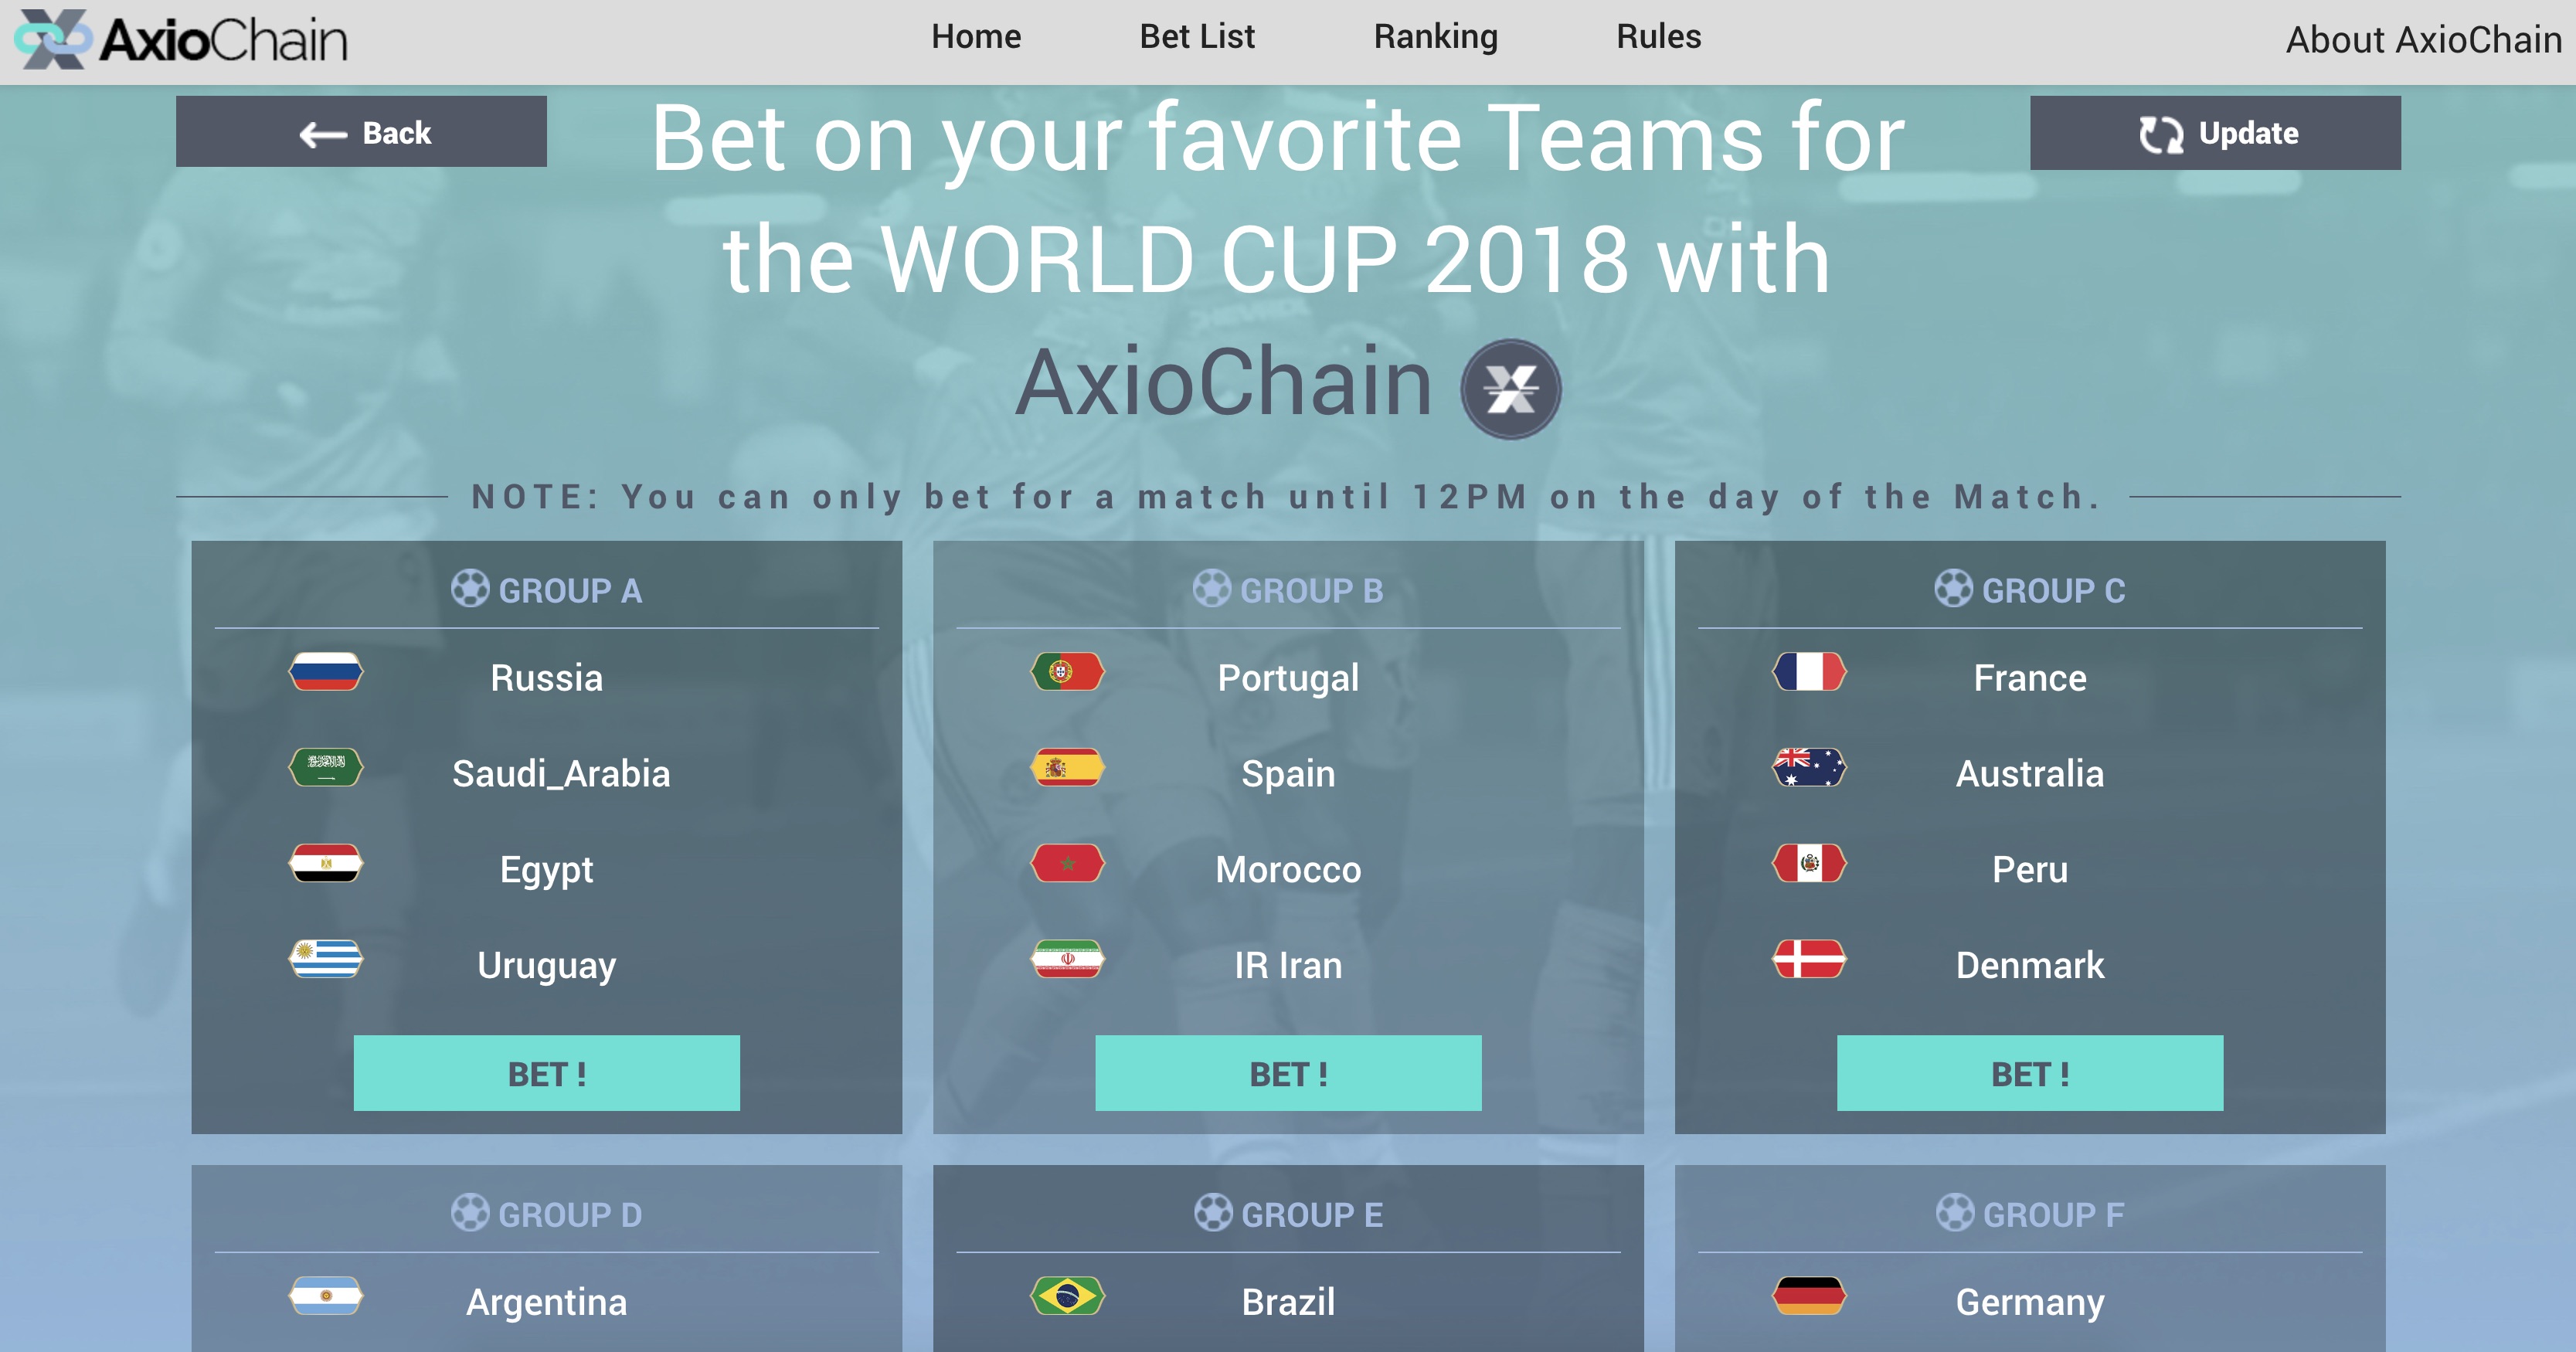 AxioChain
Home
Bet List
Ranking
Rules
About AxioChain
Back
Bet on your favorite Teams for
the WORLD CUP 2018 with
AxioChain
Update
NOTE: You can only bet for a match until 12PM on the day of the Match.
GROUP A
Russia
Saudi_Arabia
Egypt
Uruguay
BET !
GROUP B
Portugal
Spain
Morocco
IR Iran
BET !
GROUP C
France
Australia
Peru
Denmark
BET !
GROUP D
Argentina
GROUP E
Brazil
GROUP F
Germany